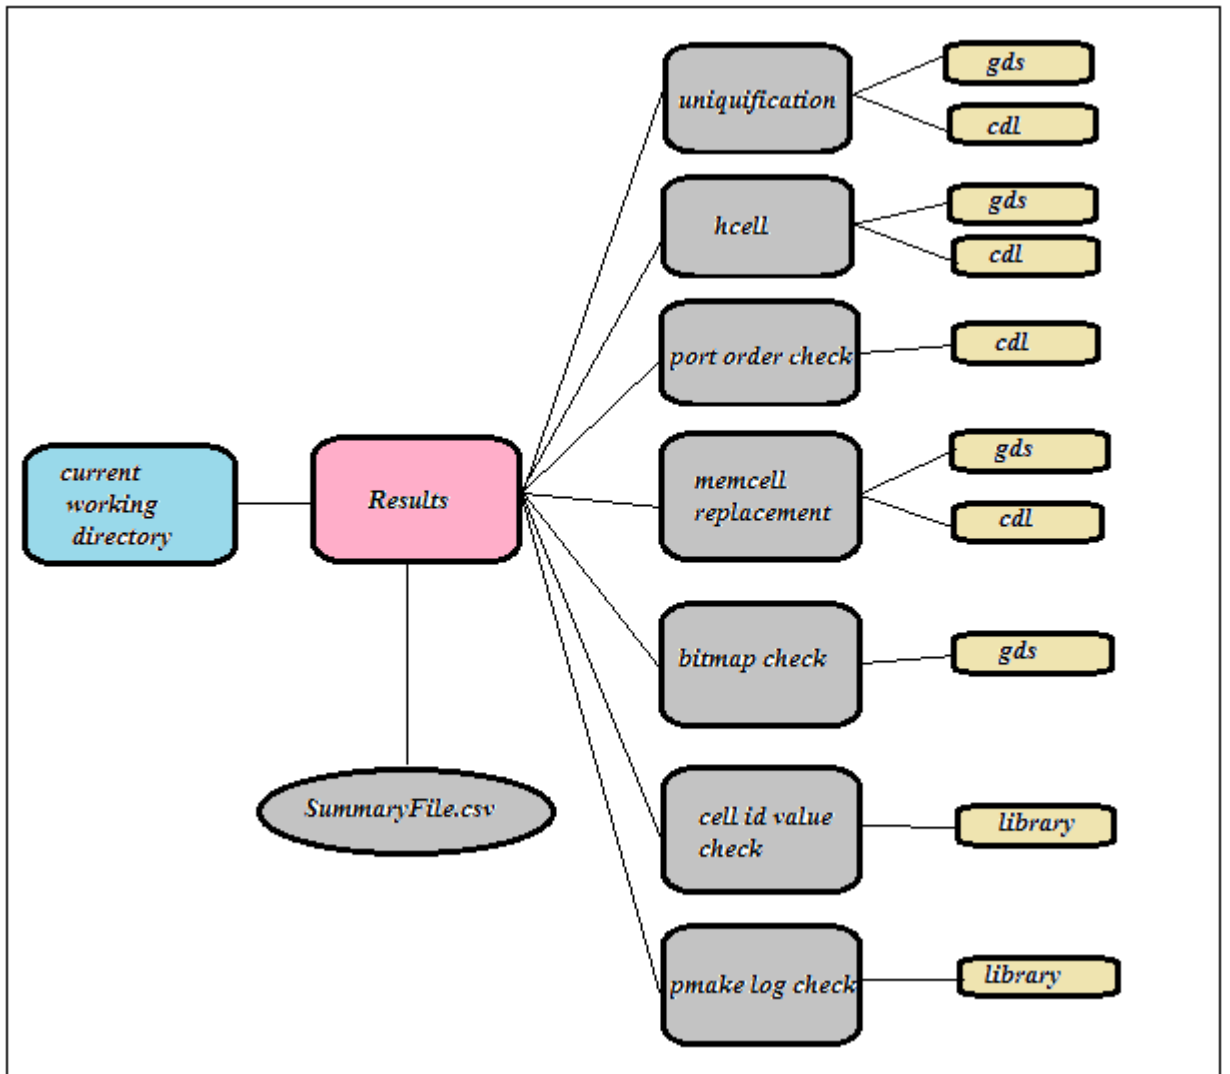 uniquification
gds
cdl
hcell
gds
cdl
port order check
cdl
current
working
directory
Results
memcell
replacement
gds
cdl
bitmap check
gds
SummaryFile.csv
cell id value
check
library
pmake log check
library